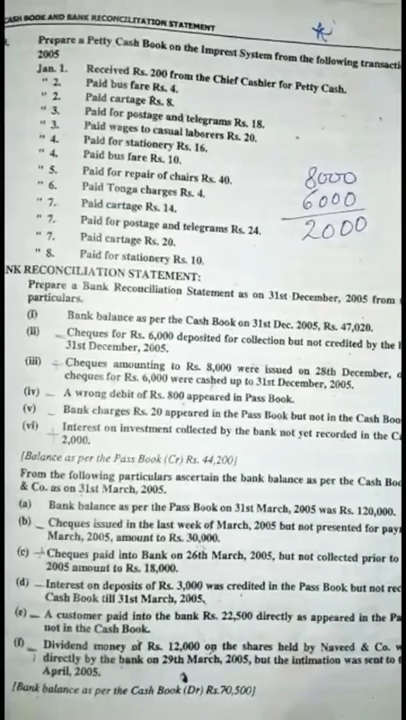 CASH BOOK AND BANK RECONCILITATION STATEMENT
Prepare a Petty Cash Book on the Imprest System from the following transacti
2005
Jan. 1. Received Rs. 200 from the Chief Cashier for Petty Cash.
" 2. Paid bus fare Rs. 4.
" 2. Paid cartage Rs. 8.
" 3. Paid for postage and telegrams Rs. 18.
" 3. Paid wages to casual laborers Rs. 20.
" 4. Paid for stationery Rs. 16.
" 4. Paid bus fare Rs. 10.
" 5. Paid for repair of chairs Rs. 40.
" 6. Paid Tonga charges Rs. 4.
" 7. Paid cartage Rs. 14.
" 7. Paid for postage and telegrams Rs. 24.
" 7. Paid cartage Rs. 20.
" 8. Paid for stationery Rs. 10.
8000
6000
2000
NK RECONCILIATION STATEMENT:
Prepare a Bank Reconciliation Statement as on 31st December, 2005 from
particulars.
(I) Bank balance as per the Cash Book on 31st Dec. 2005, Rs. 47,020.
(ii) Cheques for Rs. 6,000 deposited for collection but not credited by the
31st December, 2005.
(iii) + Cheques amounting to Rs. 8,000 were issued on 28th December,
cheques for Rs. 6,000 were cashed up to 31st December, 2005.
(iv) - A wrong debit of Rs. 800 appeared in Pass Book.
(v) - Bank charges Rs. 20 appeared in the Pass Book but not in the Cash Boo
(vi) + Interest on investment collected by the bank not yet recorded in the C
2,000.
[Balance as per the Pass Book (Cr) Rs. 44,200]
From the following particulars ascertain the bank balance as per the Cash Boo
& Co. as on 31st March, 2005.
(a) Bank balance as per the Pass Book on 31st March, 2005 was Rs. 120,000.
(b) - Cheques issued in the last week of March, 2005 but not presented for pay
March, 2005, amount to Rs. 30,000.
(c) + Cheques paid into Bank on 26th March, 2005, but not collected prior to
2005 amount to Rs. 18,000.
(d) - Interest on deposits of Rs. 3,000 was credited in the Pass Book but not rec
Cash Book till 31st March, 2005.
(e) - A customer paid into the bank Rs. 22,500 directly as appeared in the Pa
not in the Cash Book.
(f) - Dividend money of Rs. 12,000 on the shares held by Naveed & Co. w
directly by the bank on 29th March, 2005, but the intimation was sent to
April, 2005.
[Bank balance as per the Cash Book (Dr) Rs.70,500]